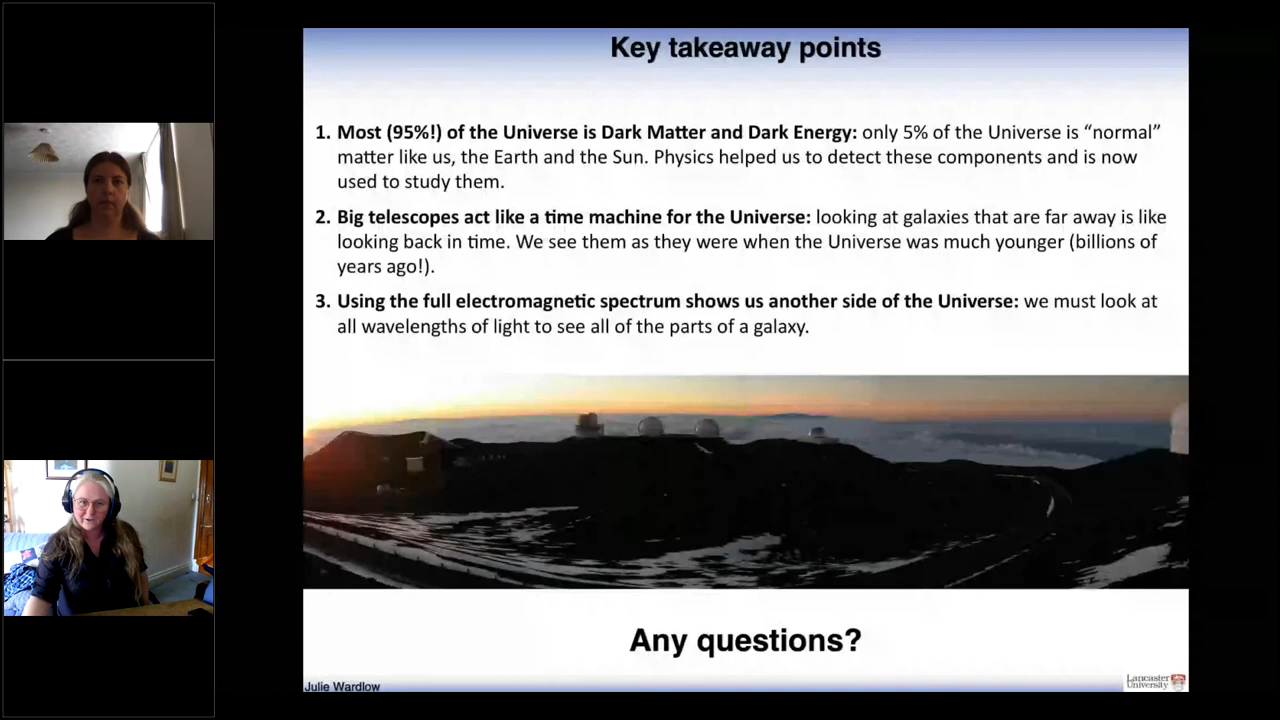 Key takeaway points
1. Most (95%!) of the Universe is Dark Matter and Dark Energy: only 5% of the Universe is “normal”
matter like us, the Earth and the Sun. Physics helped us to detect these components and is now
used to study them.
2. Big telescopes act like a time machine for the Universe: looking at galaxies that are far away is like
looking back in time. We see them as they were when the Universe was much younger (billions of
years ago!).
3. Using the full electromagnetic spectrum shows us another side of the Universe: we must look at
all wavelengths of light to see all of the parts of a galaxy.
Any questions?
Julie Wardlow
Lancaster
University